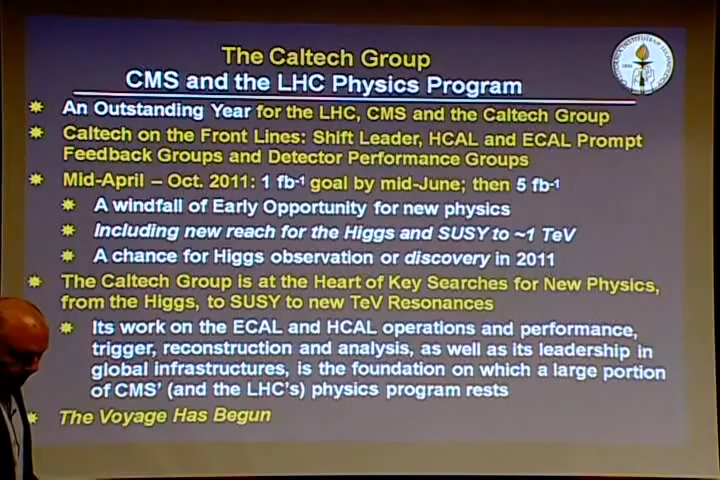 The Caltech Group
CMS and the LHC Physics Program
An Outstanding Year for the LHC, CMS and the Caltech Group
Caltech on the Front Lines: Shift Leader, HCAL and ECAL Prompt
Feedback Groups and Detector Performance Groups
Mid-April – Oct. 2011: 1 fb-1 goal by mid-June; then 5 fb-1
A windfall of Early Opportunity for new physics
Including new reach for the Higgs and SUSY to ~1 TeV
A chance for Higgs observation or discovery in 2011
The Caltech Group is at the Heart of Key Searches for New Physics,
from the Higgs, to SUSY to new TeV Resonances
Its work on the ECAL and HCAL operations and performance,
trigger, reconstruction and analysis, as well as its leadership in
global infrastructures, is the foundation on which a large portion
of CMS' (and the LHC's) physics program rests
The Voyage Has Begun